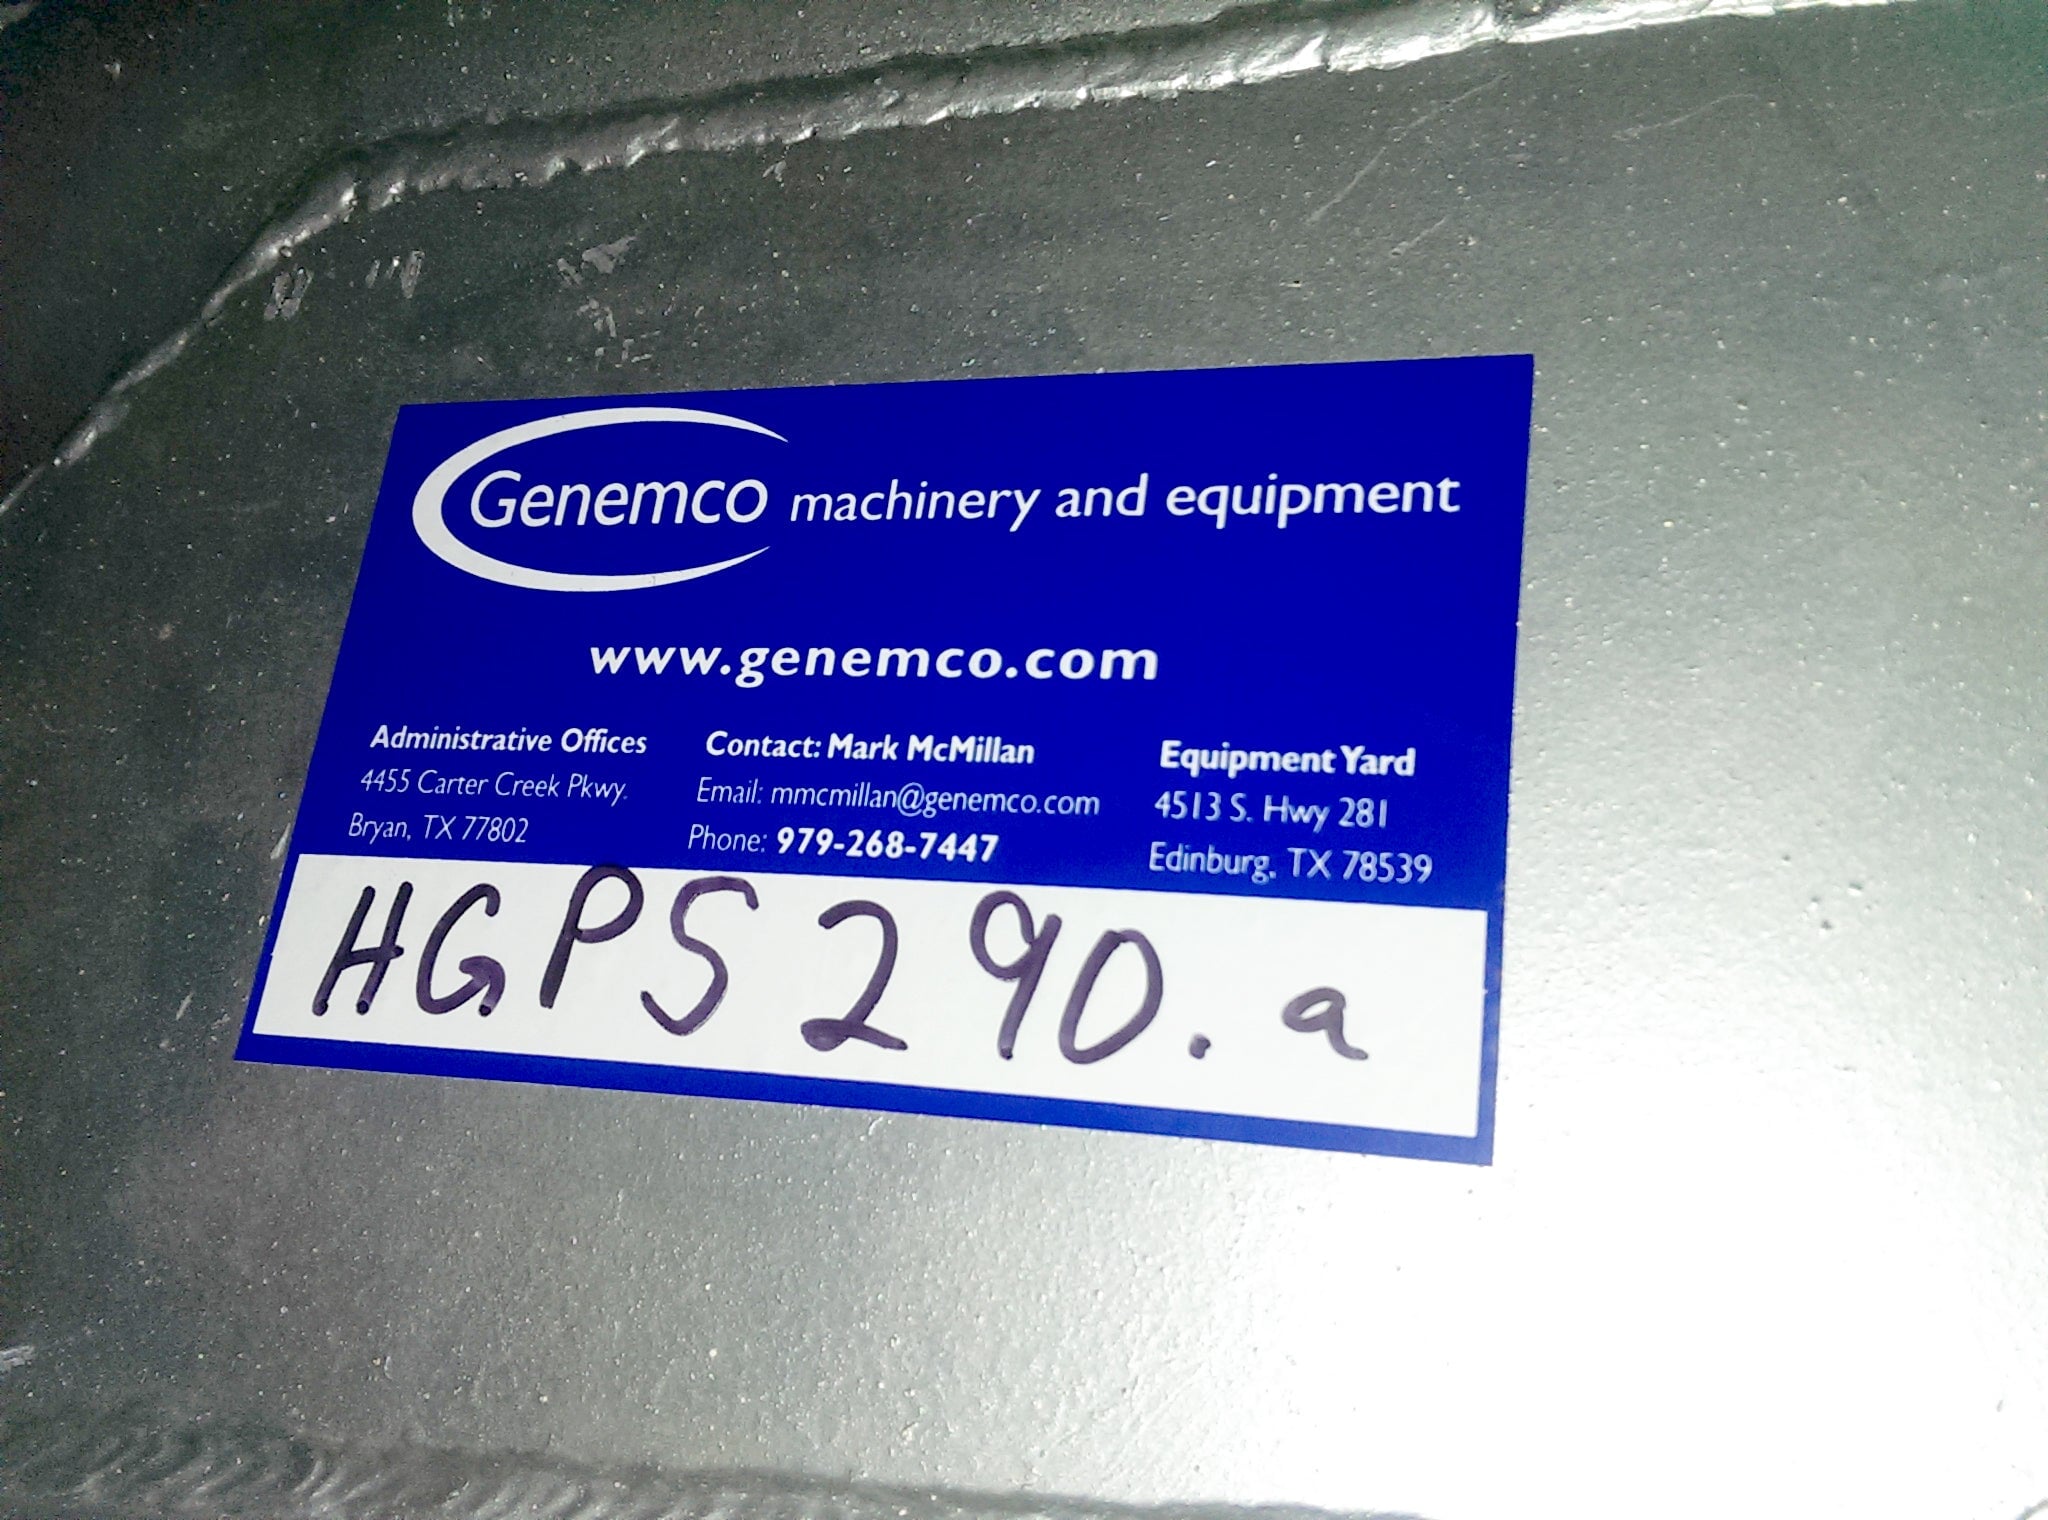 Genemco machinery and equipment
www.genemco.com
Administrative Offices
4455 Carter Creek Pkwy.
Bryan, TX 77802
Contact: Mark McMillan
Email: mmcmillan@genemco.com
Phone: 979-268-7447
Equipment Yard
4513 S. Hwy 281
Edinburg, TX 78539
HGPS 290.a